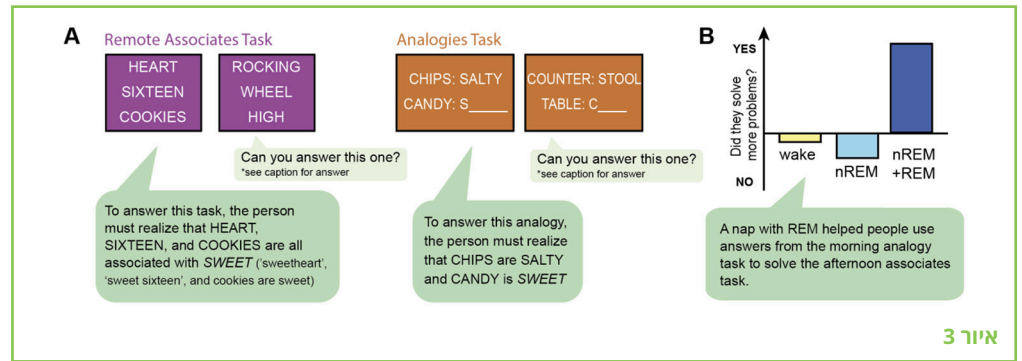 A
Remote Associates Task
HEART
SIXTEEN
COOKIES
ROCKING
WHEEL
HIGH
Can you answer this one?
*see caption for answer
To answer this task, the person
must realize that HEART,
SIXTEEN, and COOKIES are all
associated with SWEET ('sweetheart',
'sweet sixteen', and cookies are sweet)
Analogies Task
CHIPS: SALTY
CANDY: S_____
COUNTER: STOOL
TABLE: C____
Can you answer this one?
*see caption for answer
To answer this analogy,
the person must realize
that CHIPS are SALTY
and CANDY is SWEET
B
YES
Did they solve
more problems?
NO
wake
nREM
nREM
+REM
A nap with REM helped people use
answers from the morning analogy
task to solve the afternoon associates
task.
איור 3